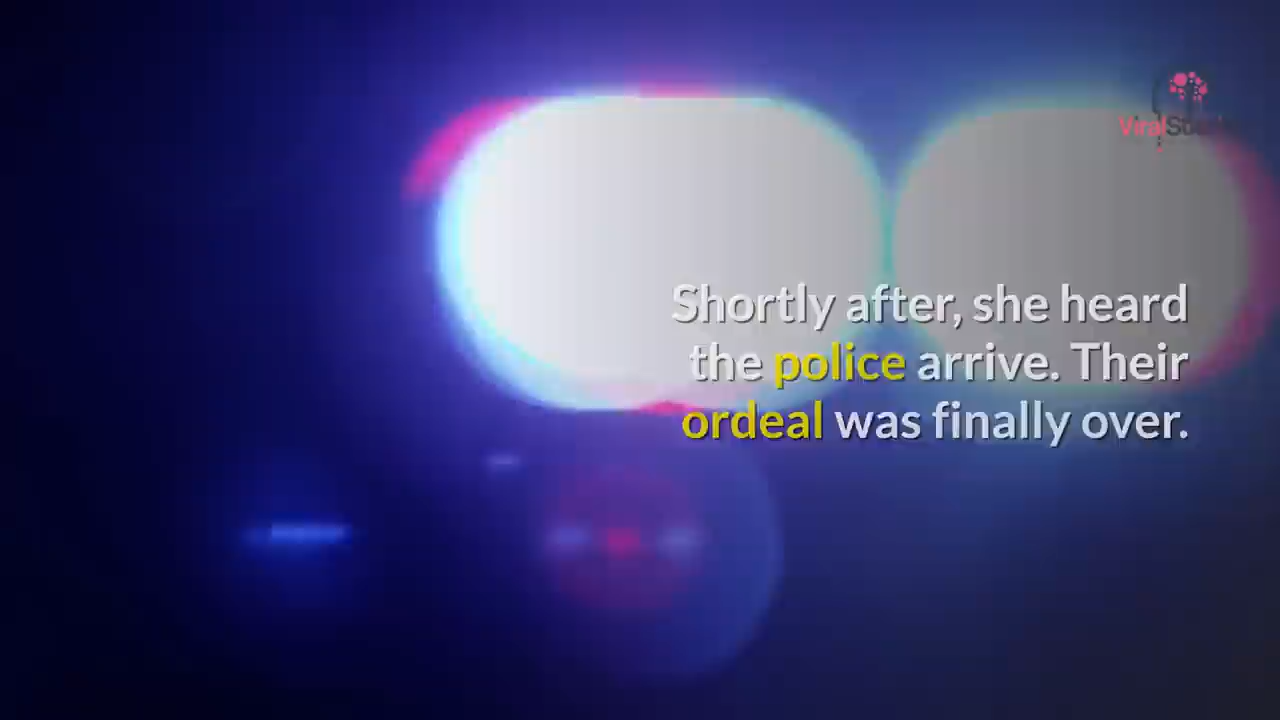 Shortly after, she heard
the police arrive. Their
ordeal was finally over.